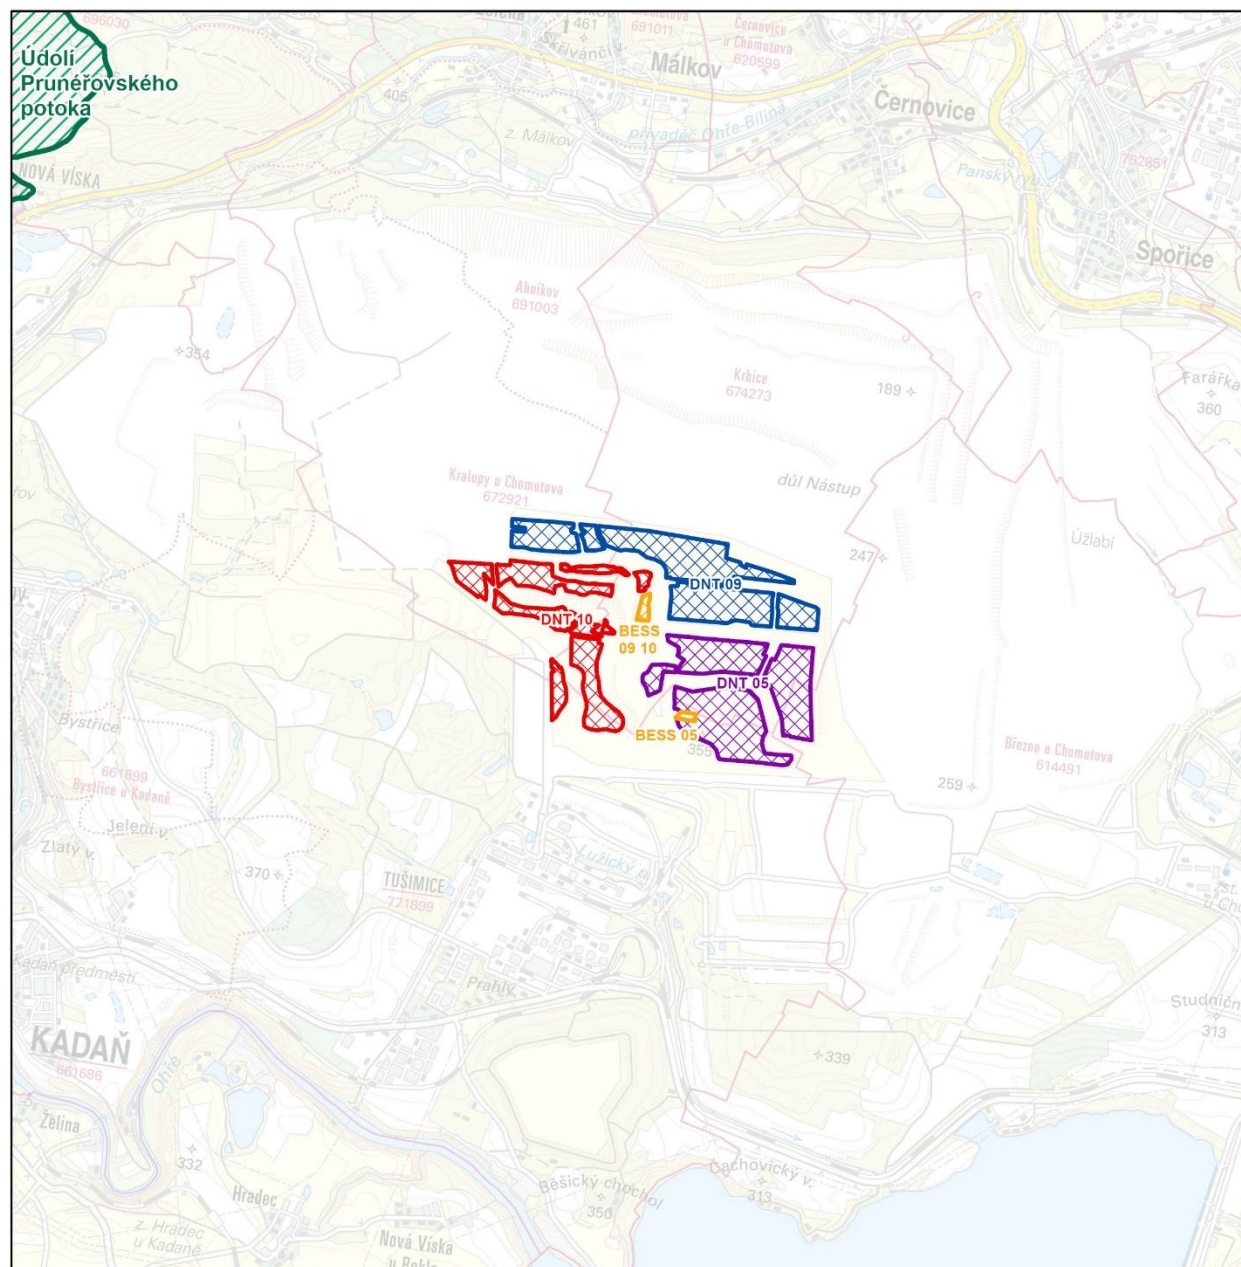 696030
461
Skřivánčí
691011
Černovice
u Chomutova
620599
Málkov
Údolí
Prunéřovského
potoka
405
Černovice
z. Málkov
přivaděč Ohře-Bílina
752861
NOVÁ VÍSKA
Panský ryb.
Spořice
Ahníkov
691003
354
Krbice
674273
189
Farářka
360
Kralupy u Chomutova
672921
důl Nástup
247
Úžlabí
DNT 09
DNT 10
BESS
09 10
DNT 05
BESS 05
355
Bystřice
661899
Bystřice u Kadaně
Březno u Chomutova
614491
259
Jelení v.
Zlatý v.
370
Lužický p.
TUŠIMICE
771899
Kadaň předměstí
Prahly
Studničn
313
KADAŇ
661686
Ohře
339
Želina
332
Hradec
Běšický chochol
350
Čachovický v.
313
z. Hradec
u Kadaně
Nová Víska